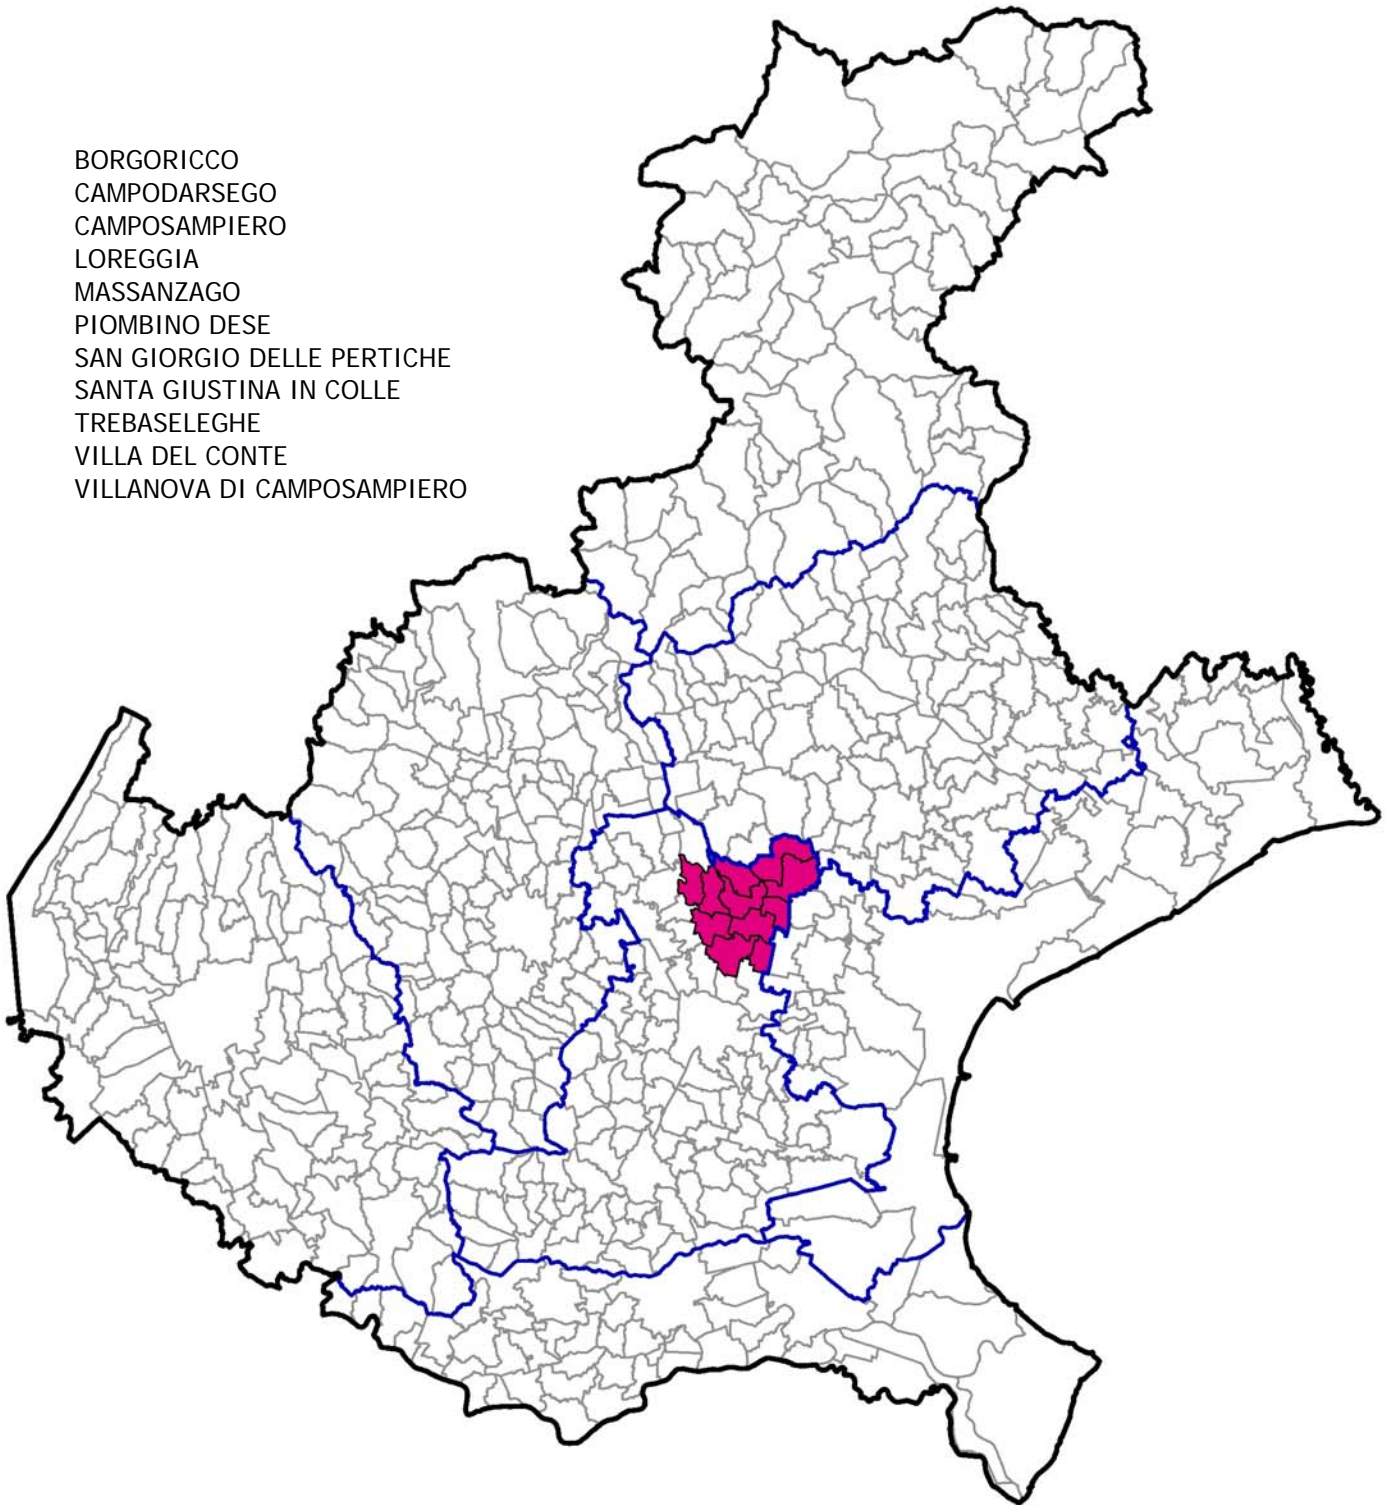 BORGORICCO
CAMPODARSEGO
CAMPOSAMPIERO
LOREGGIA
MASSANZAGO
PIOMBINO DESE
SAN GIORGIO DELLE PERTICHE
SANTA GIUSTINA IN COLLE
TREBASELEGHE
VILLA DEL CONTE
VILLANOVA DI CAMPOSAMPIERO